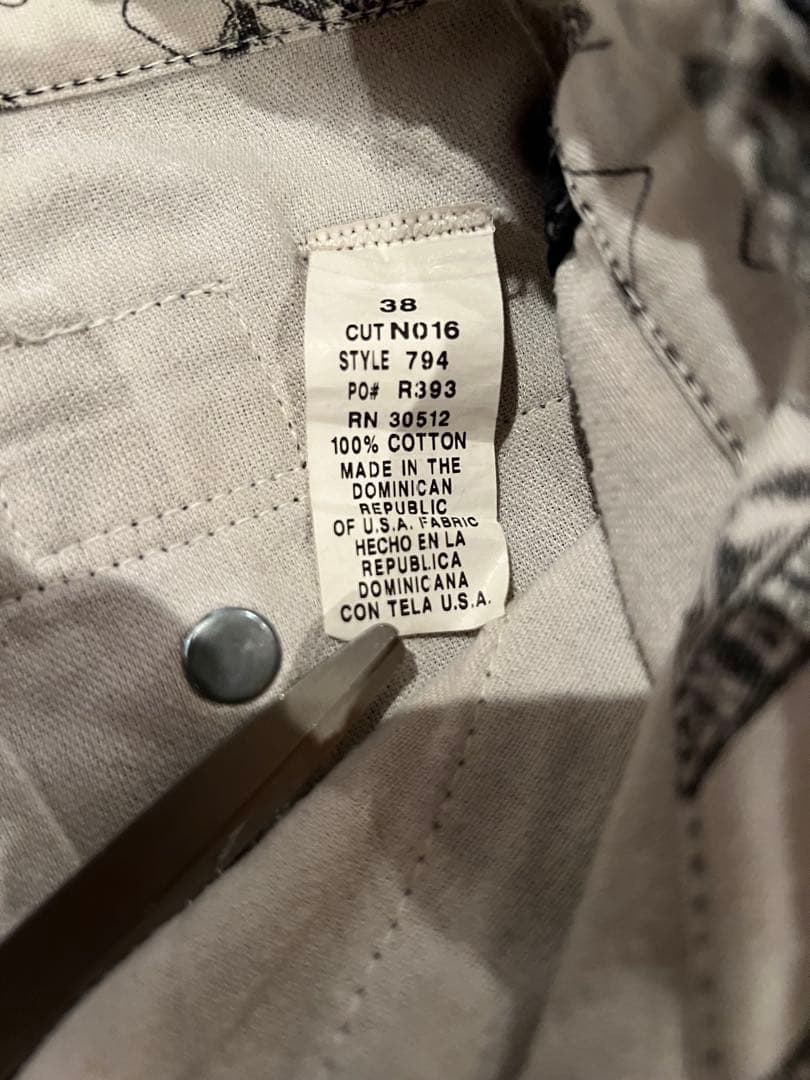 38
CUT N016
STYLE 794
PO# R393
RN 30512
100% COTTON
MADE IN THE
DOMINICAN
REPUBLIC
OF U.S.A. FABRIC
HECHO EN LA
REPUBLICA
DOMINICANA
CON TELA U.S.A.